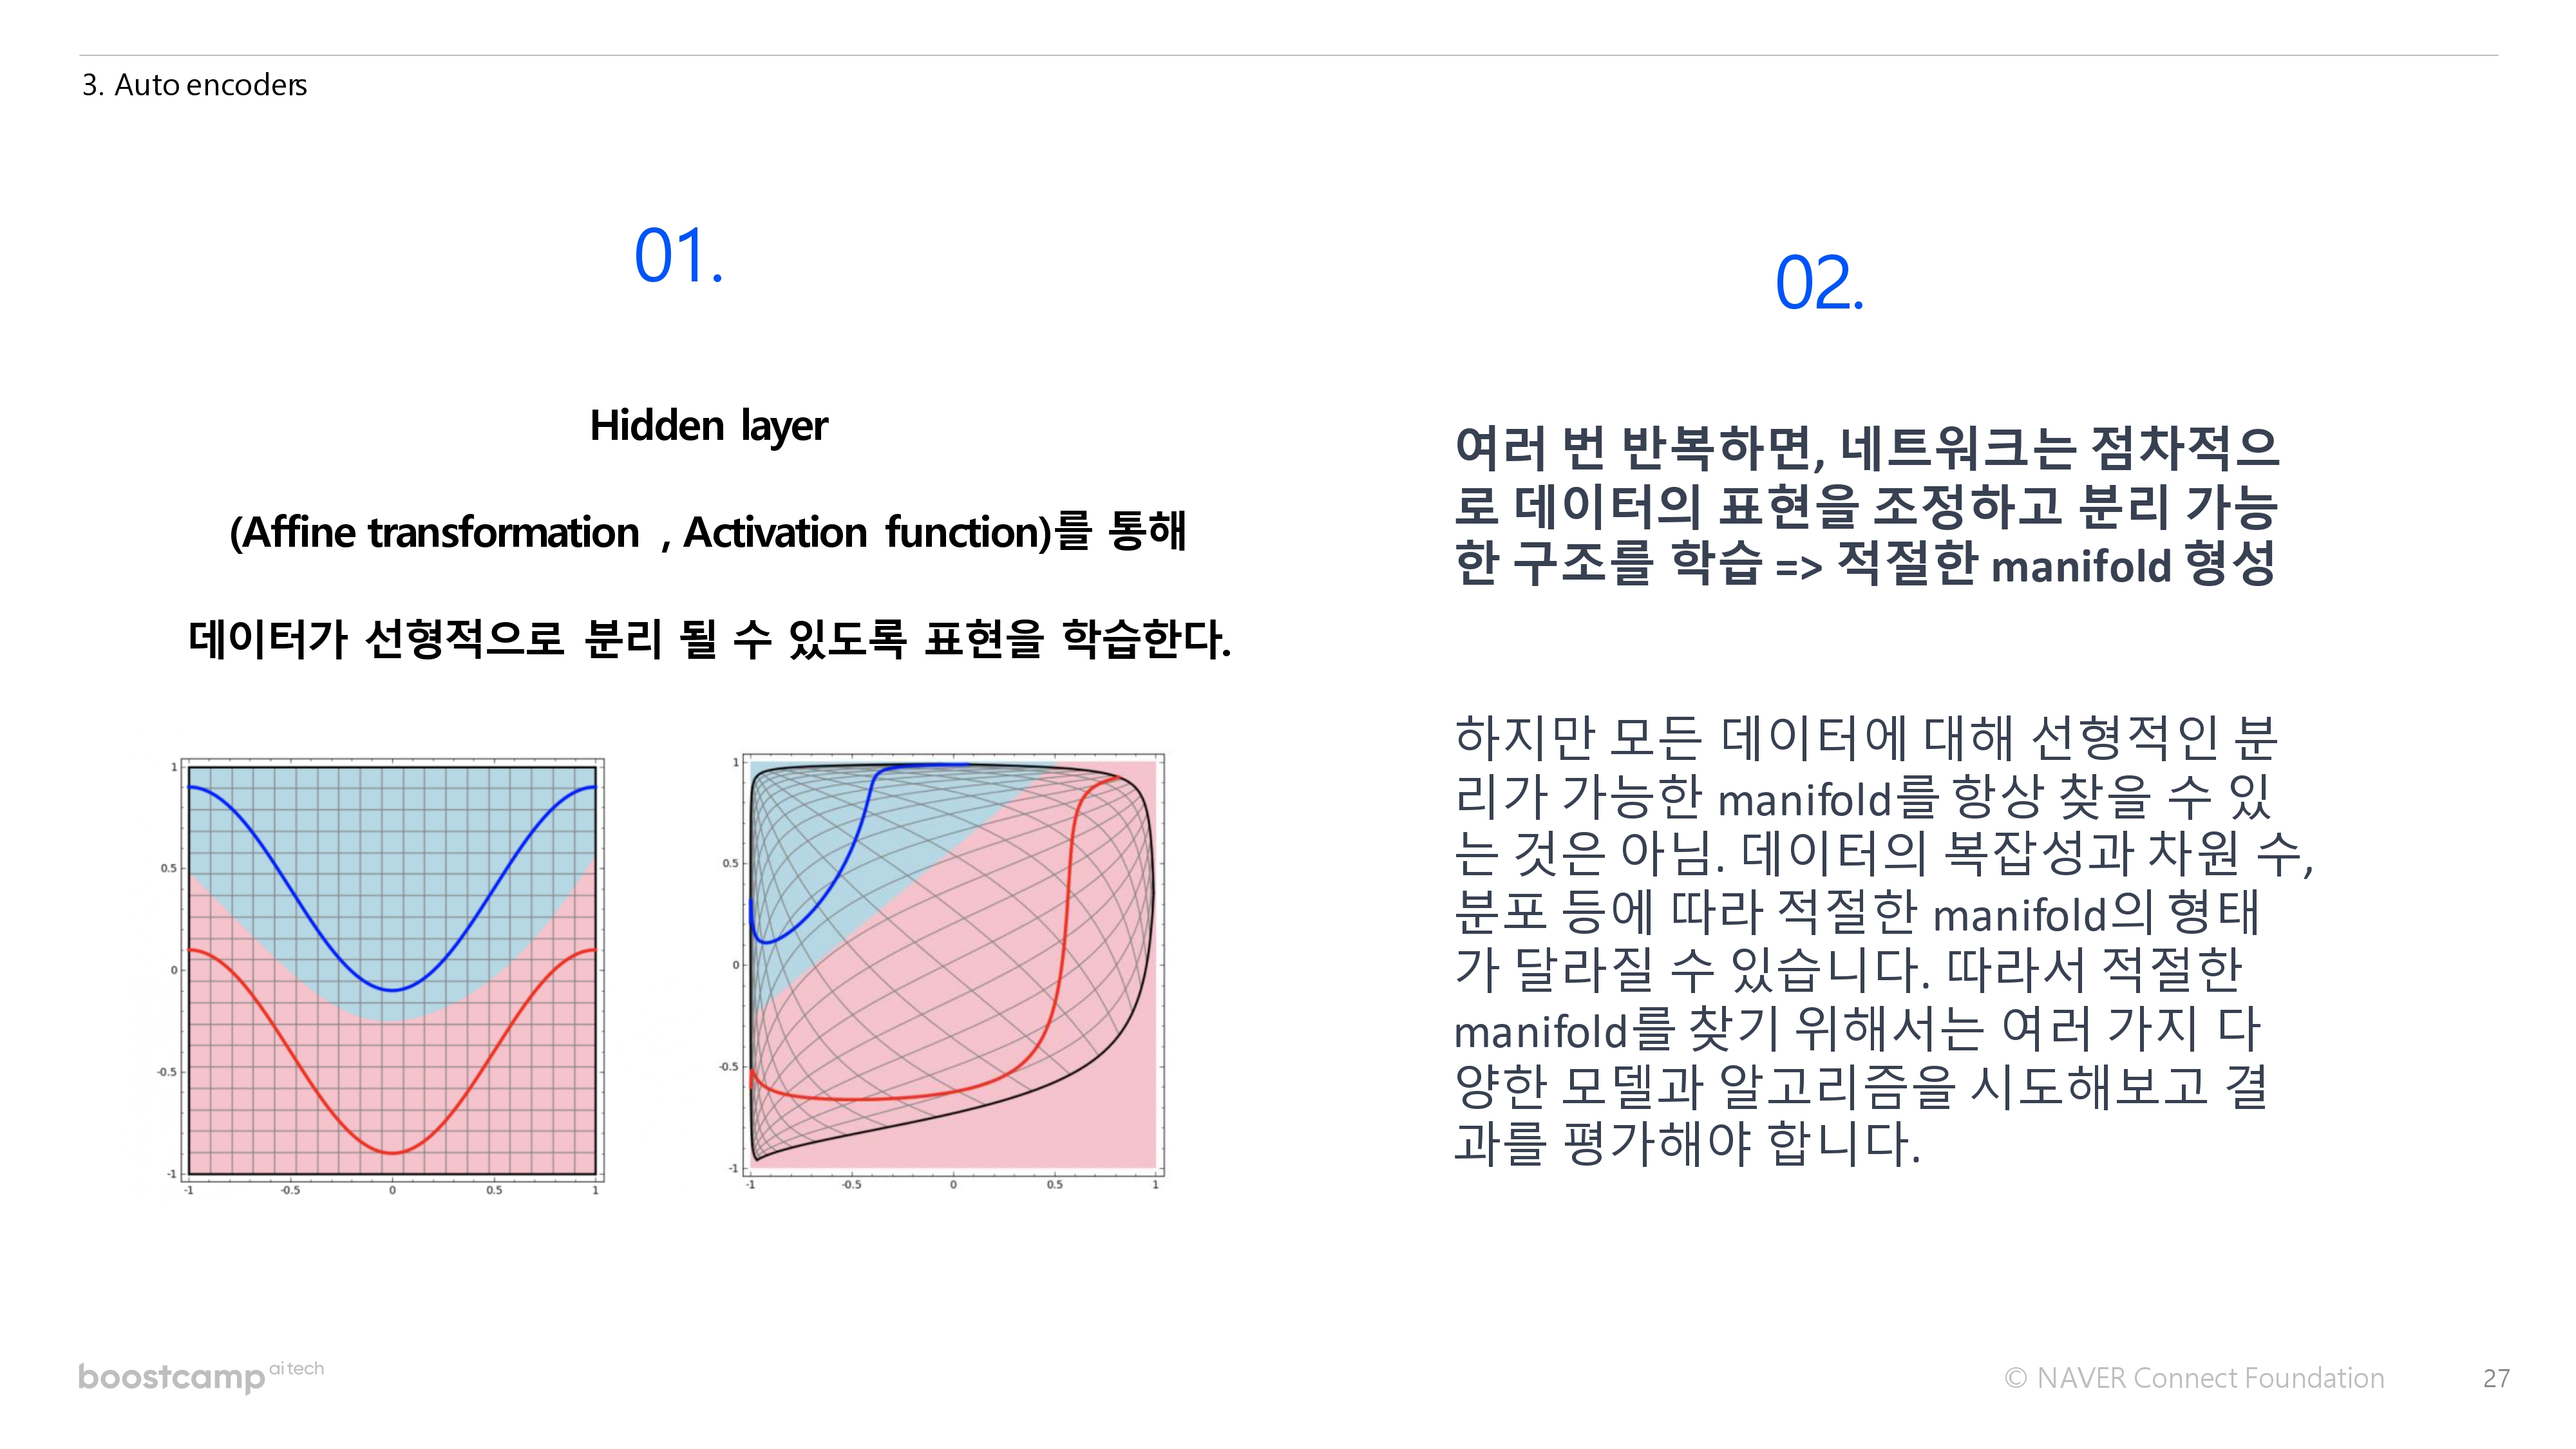 3. Auto encoders
01.
Hidden layer
(Affine transformation , Activation function)를 통해
데이터가 선형적으로 분리 될 수 있도록 표현을 학습한다.
1
0.5
0
-0.5
-1
-1
-0.5
0
0.5
1
1
0.5
0
-0.5
-1
-1
-0.5
0
0.5
1
02.
여러 번 반복하면, 네트워크는 점차적으
로 데이터의 표현을 조정하고 분리 가능
한 구조를 학습 => 적절한 manifold 형성
하지만 모든 데이터에 대해 선형적인 분
리가 가능한 manifold를 항상 찾을 수 있
는 것은 아님. 데이터의 복잡성과 차원 수,
분포 등에 따라 적절한 manifold의 형태
가 달라질 수 있습니다. 따라서 적절한
manifold를 찾기 위해서는 여러 가지 다
양한 모델과 알고리즘을 시도해보고 결
과를 평가해야 합니다.
boostcamp ai tech
© NAVER Connect Foundation
27